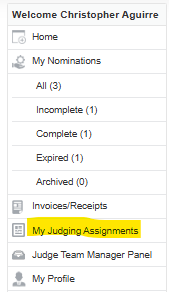 Welcome Christopher Aguirre
Home
My Nominations
All (3)
Incomplete (1)
Complete (1)
Expired (1)
Archived (0)
Invoices/Receipts
My Judging Assignments
Judge Team Manager Panel
My Profile